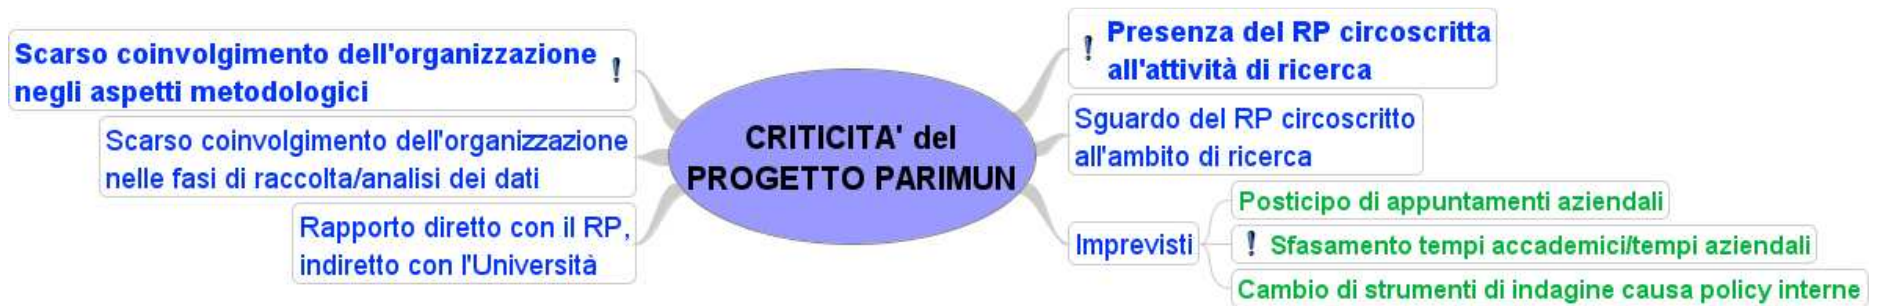 CRITICITA' del
PROGETTO PARIMUN
Scarso coinvolgimento dell'organizzazione
negli aspetti metodologici
Scarso coinvolgimento dell'organizzazione
nelle fasi di raccolta/analisi dei dati
Rapporto diretto con il RP,
indiretto con l'Università
Presenza del RP circoscritta
all'attività di ricerca
Sguardo del RP circoscritto
all'ambito di ricerca
Imprevisti
Posticipo di appuntamenti aziendali
Sfasamento tempi accademici/tempi aziendali
Cambio di strumenti di indagine causa policy interne